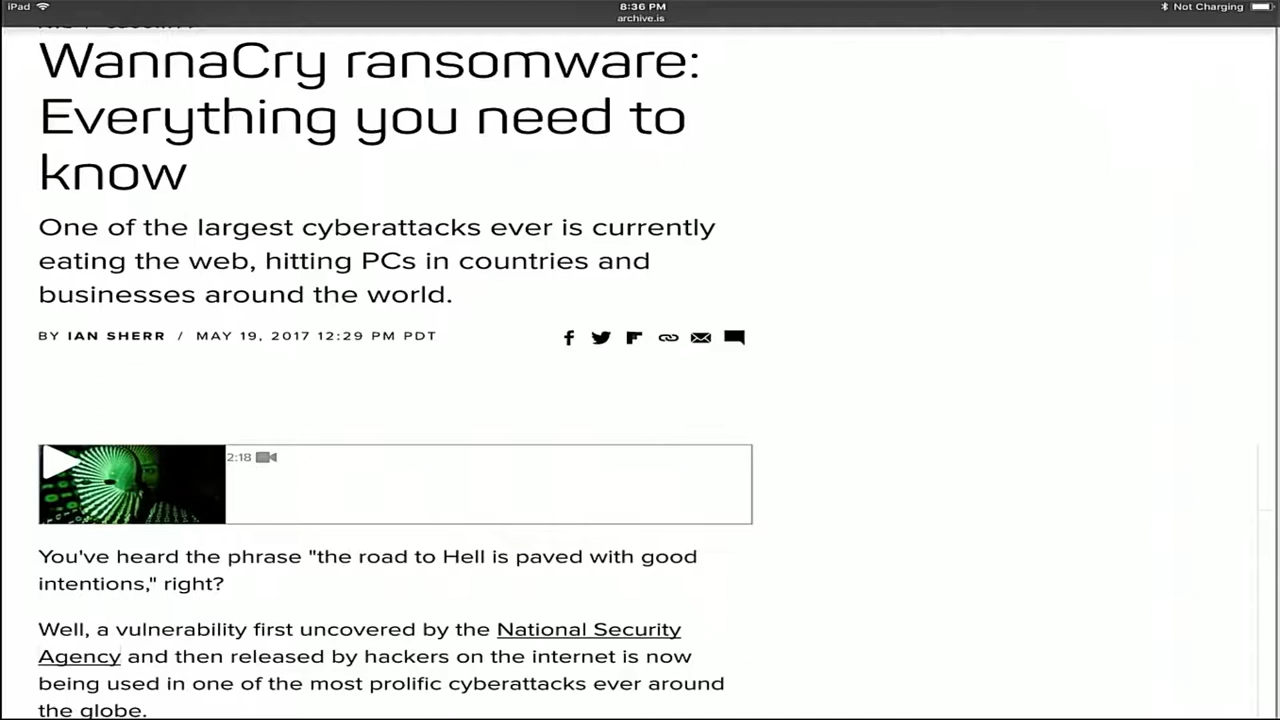 iPad
8:36 PM
Not Charging
archive.is
WannaCry ransomware:
Everything you need to
know
One of the largest cyberattacks ever is currently
eating the web, hitting PCs in countries and
businesses around the world.
BY IAN SHERR / MAY 19, 2017 12:29 PM PDT
2:18
You've heard the phrase "the road to Hell is paved with good
intentions," right?
Well, a vulnerability first uncovered by the National Security
Agency and then released by hackers on the internet is now
being used in one of the most prolific cyberattacks ever around
the globe.